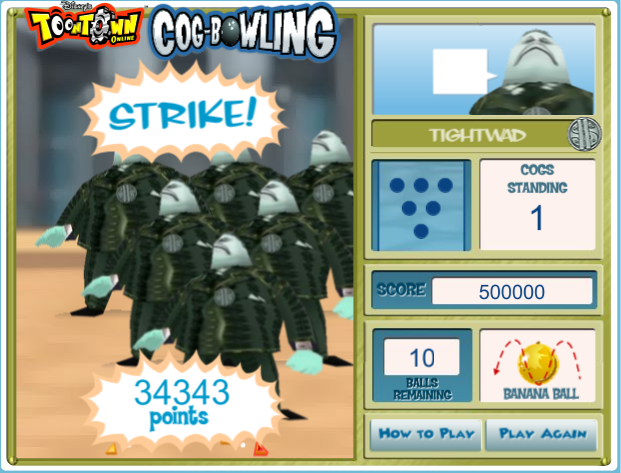 Disney's
TOONTOWN
ONLINE
COG-BOWLING
STRIKE!
34343
points
TIGHTWAD
COGS
STANDING
1
SCORE
500000
10
BALLS
REMAINING
BANANA BALL
HOW TO PLAY
PLAY AGAIN